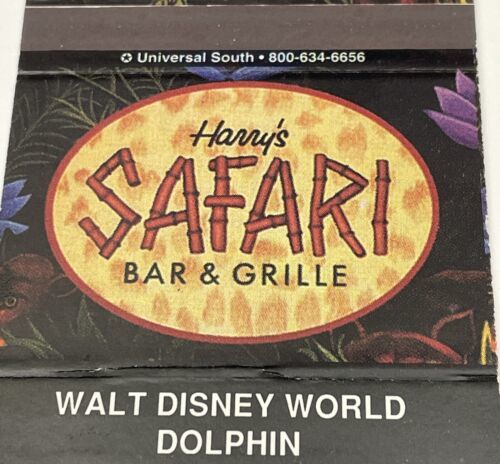 ✪ Universal South • 800-634-6656
Harry's
SAFARI
BAR & GRILLE
WALT DISNEY WORLD
DOLPHIN